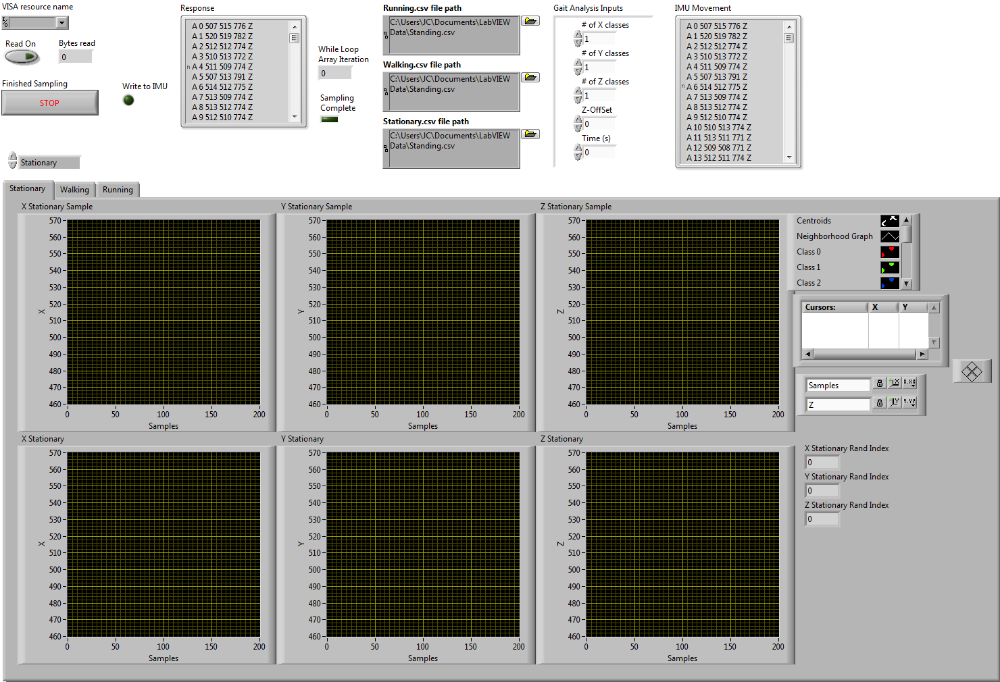 VISA resource name
I/O
Read On
Bytes read
0
Finished Sampling
STOP
Write to IMU
Stationary
Response
A 0 507 515 776 Z
A 1 520 519 782 Z
A 2 512 512 774 Z
A 3 510 513 772 Z
A 4 511 509 774 Z
A 5 507 513 791 Z
A 6 514 512 775 Z
A 7 513 509 774 Z
A 8 513 512 774 Z
A 9 512 510 774 Z
While Loop
Array Iteration
0
Sampling
Complete
Running.csv file path
C:\Users\JC\Documents\LabVIEW
Data\Standing.csv
Walking.csv file path
C:\Users\JC\Documents\LabVIEW
Data\Standing.csv
Stationary.csv file path
C:\Users\JC\Documents\LabVIEW
Data\Standing.csv
Gait Analysis Inputs
# of X classes
1
# of Y classes
1
# of Z classes
1
Z-OffSet
0
Time (s)
0
IMU Movement
A 0 507 515 776 Z
A 1 520 519 782 Z
A 2 512 512 774 Z
A 3 510 513 772 Z
A 4 511 509 774 Z
A 5 507 513 791 Z
A 6 514 512 775 Z
A 7 513 509 774 Z
A 8 513 512 774 Z
A 9 512 510 774 Z
A 10 510 513 774 Z
A 11 513 511 771 Z
A 12 509 508 771 Z
A 13 512 511 774 Z
Stationary Walking Running
X Stationary Sample
570
560
550
540
530
520
510
500
490
480
470
460
X
0 50 100 150 200
Samples
Y Stationary Sample
570
560
550
540
530
520
510
500
490
480
470
460
Y
0 50 100 150 200
Samples
Z Stationary Sample
570
560
550
540
530
520
510
500
490
480
470
460
Z
0 50 100 150 200
Samples
Centroids
Neighborhood Graph
Class 0
Class 1
Class 2
Cursors: X Y
Samples
Z
X Stationary
570
560
550
540
530
520
510
500
490
480
470
460
X
0 50 100 150 200
Samples
Y Stationary
570
560
550
540
530
520
510
500
490
480
470
460
Y
0 50 100 150 200
Samples
Z Stationary
570
560
550
540
530
520
510
500
490
480
470
460
Z
0 50 100 150 200
Samples
X Stationary Rand Index
0
Y Stationary Rand Index
0
Z Stationary Rand Index
0